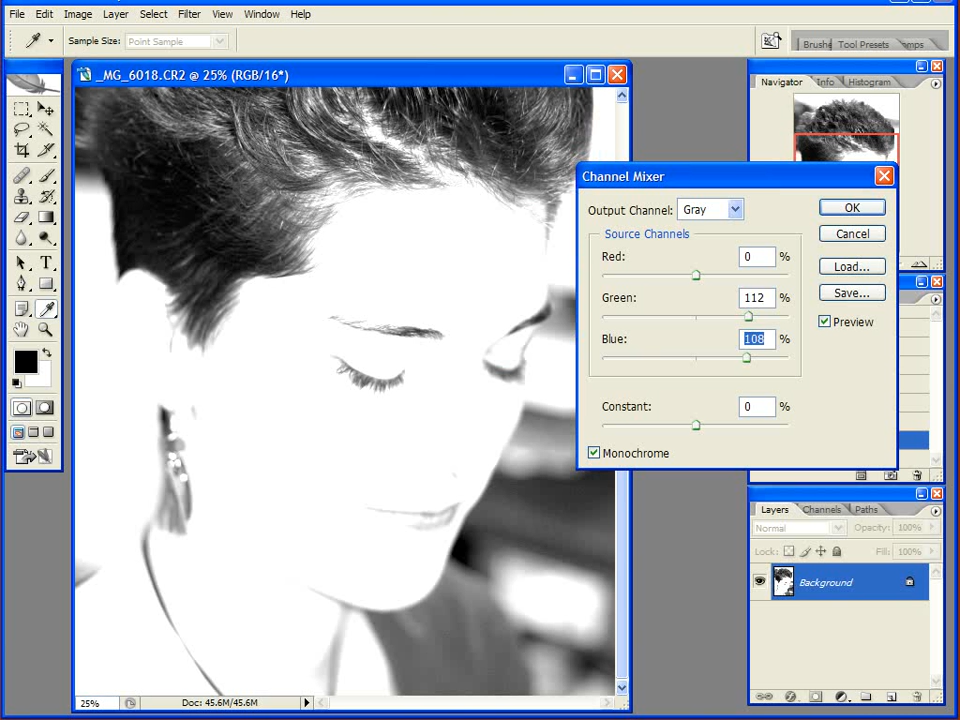 File Edit Image Layer Select Filter View Window Help
Sample Size: Point Sample
Brushe Tool Presets omps
_MG_6018.CR2 @ 25% (RGB/16*)
Navigator Info Histogram
Channel Mixer
Output Channel: Gray
OK
Source Channels
Cancel
Red: 0 %
Load...
Green: 112 %
Save...
Preview
Blue: 108 %
Constant: 0 %
Monochrome
Layers Channels Paths
Normal Opacity: 100%
Lock: Fill: 100%
Background
25% Doc: 45.6M/45.6M
T